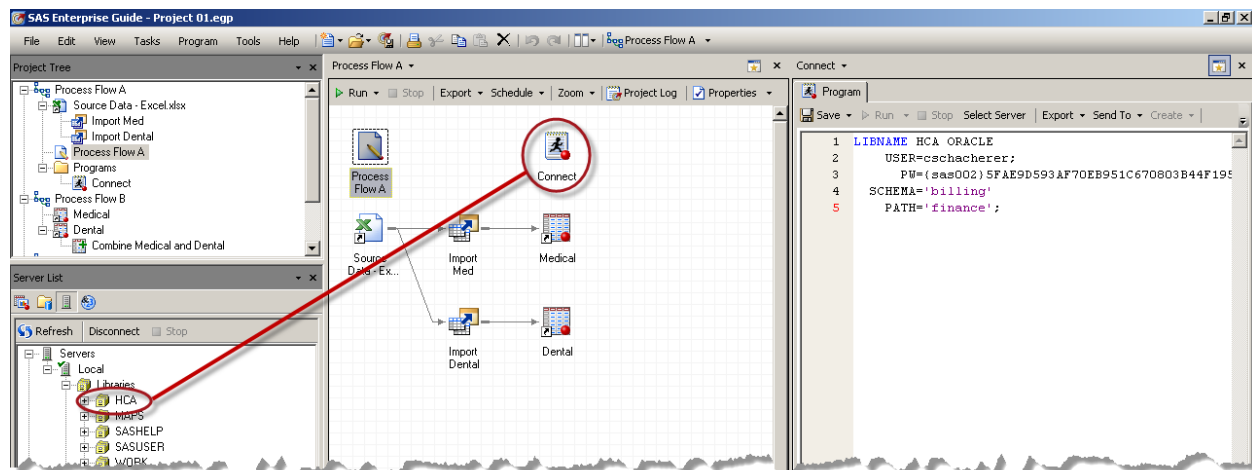 SAS Enterprise Guide - Project 01.egp
File Edit View Tasks Program Tools Help Process Flow A
Project Tree
Process Flow A
Source Data - Excel.xlsx
Import Med
Import Dental
Process Flow A
Programs
Connect
Process Flow B
Medical
Dental
Combine Medical and Dental
Server List
Refresh Disconnect Stop
Servers
Local
Libraries
HCA
MAPS
SASHELP
SASUSER
WORK
Process Flow A
Run Stop Export Schedule Zoom Project Log Properties
Process
Flow A
Connect
Source
Data - Ex...
Import
Med
Medical
Import
Dental
Dental
Connect
Program
Save Run Stop Select Server Export Send To Create
1 LIBNAME HCA ORACLE
2 USER=cschacherer;
3 PW={sas002}5FAE9D593AF70EB951C670803B44F195
4 SCHEMA='billing'
5 PATH='finance';